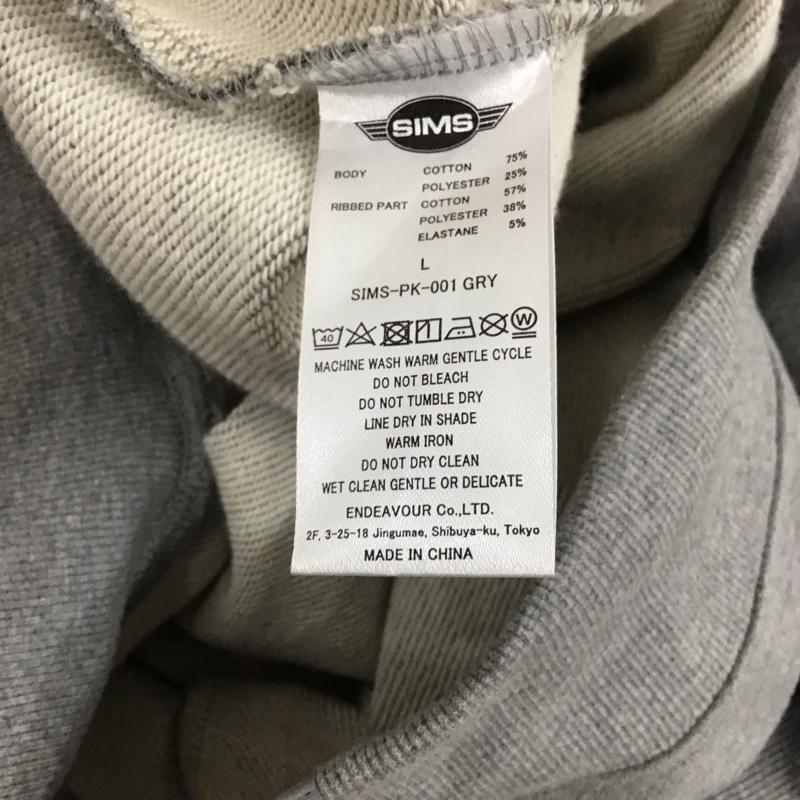 SIMS
BODY COTTON 75%
POLYESTER 25%
RIBBED PART COTTON 57%
POLYESTER 38%
ELASTANE 5%
L
SIMS-PK-001 GRY
40 W
MACHINE WASH WARM GENTLE CYCLE
DO NOT BLEACH
DO NOT TUMBLE DRY
LINE DRY IN SHADE
WARM IRON
DO NOT DRY CLEAN
WET CLEAN GENTLE OR DELICATE
ENDEAVOUR Co.,LTD.
2F, 3-25-18 Jingumae, Shibuya-ku, Tokyo
MADE IN CHINA